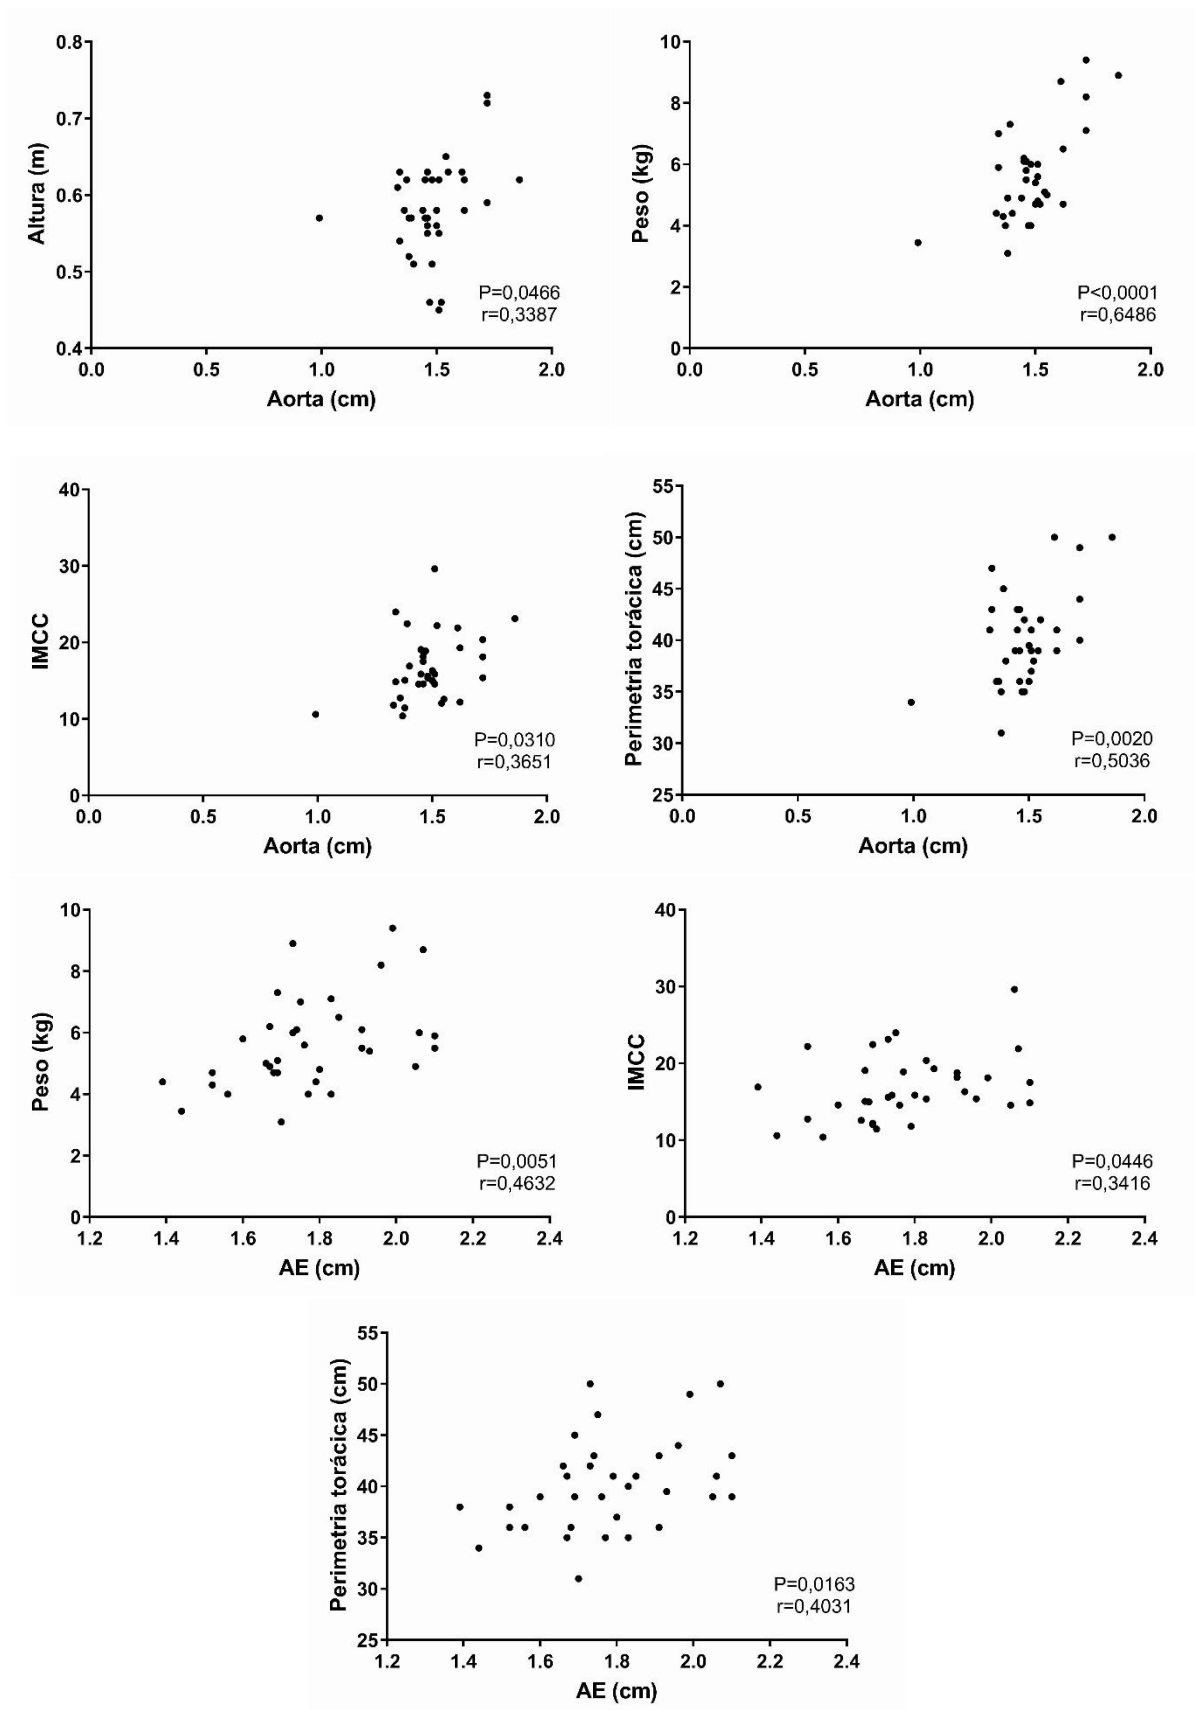 0.8
0.7
0.6
0.5
0.4
Altura (m)
P=0,0466
r=0,3387
0.0 0.5 1.0 1.5 2.0
Aorta (cm)
10
8
6
4
2
0
Peso (kg)
P<0,0001
r=0,6486
0.0 0.5 1.0 1.5 2.0
Aorta (cm)
40
30
20
10
0
IMCC
P=0,0310
r=0,3651
0.0 0.5 1.0 1.5 2.0
Aorta (cm)
55
50
45
40
35
30
25
Perimetria torácica (cm)
P=0,0020
r=0,5036
0.0 0.5 1.0 1.5 2.0
Aorta (cm)
10
8
6
4
2
0
Peso (kg)
P=0,0051
r=0,4632
1.2 1.4 1.6 1.8 2.0 2.2 2.4
AE (cm)
40
30
20
10
0
IMCC
P=0,0446
r=0,3416
1.2 1.4 1.6 1.8 2.0 2.2 2.4
AE (cm)
55
50
45
40
35
30
25
Perimetria torácica (cm)
P=0,0163
r=0,4031
1.2 1.4 1.6 1.8 2.0 2.2 2.4
AE (cm)